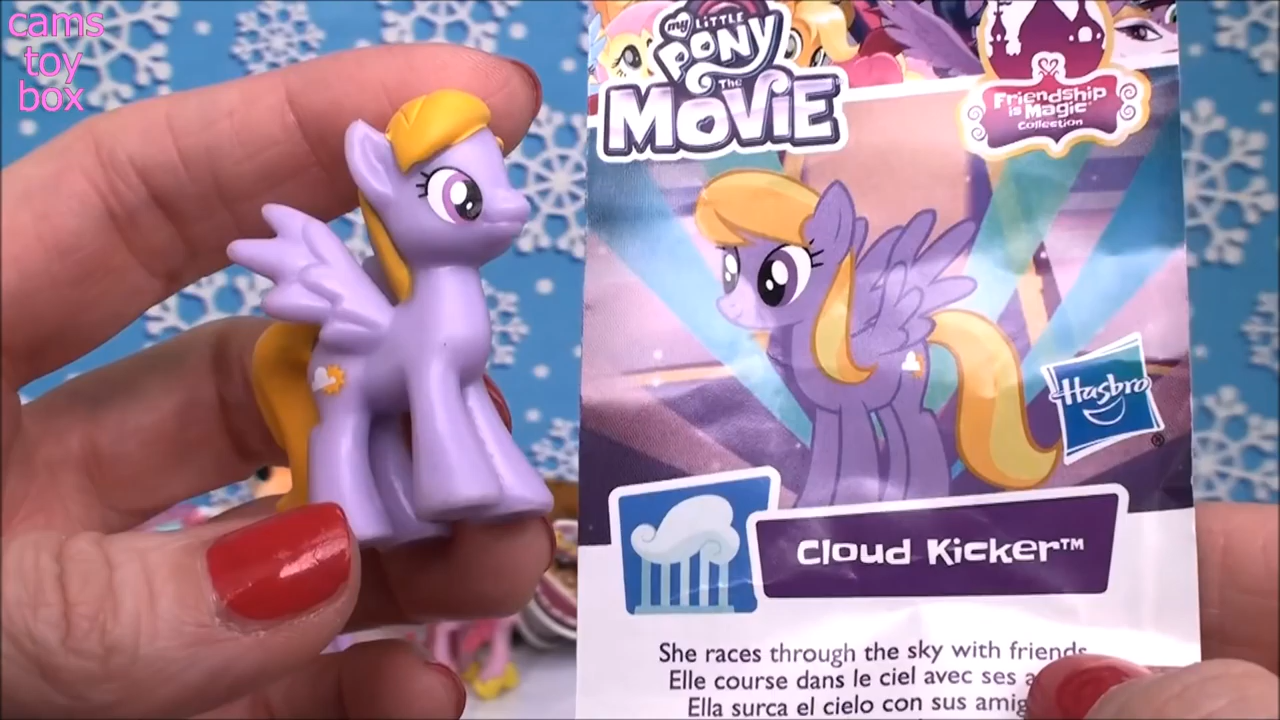 cams
toy
box
my LiTTLE
PONY
THE
MOViE
Friendship
is Magic
Collection
Hasbro
®
Cloud Kicker™
She races through the sky with friends
Elle course dans le ciel avec ses
Ella surca el cielo con sus